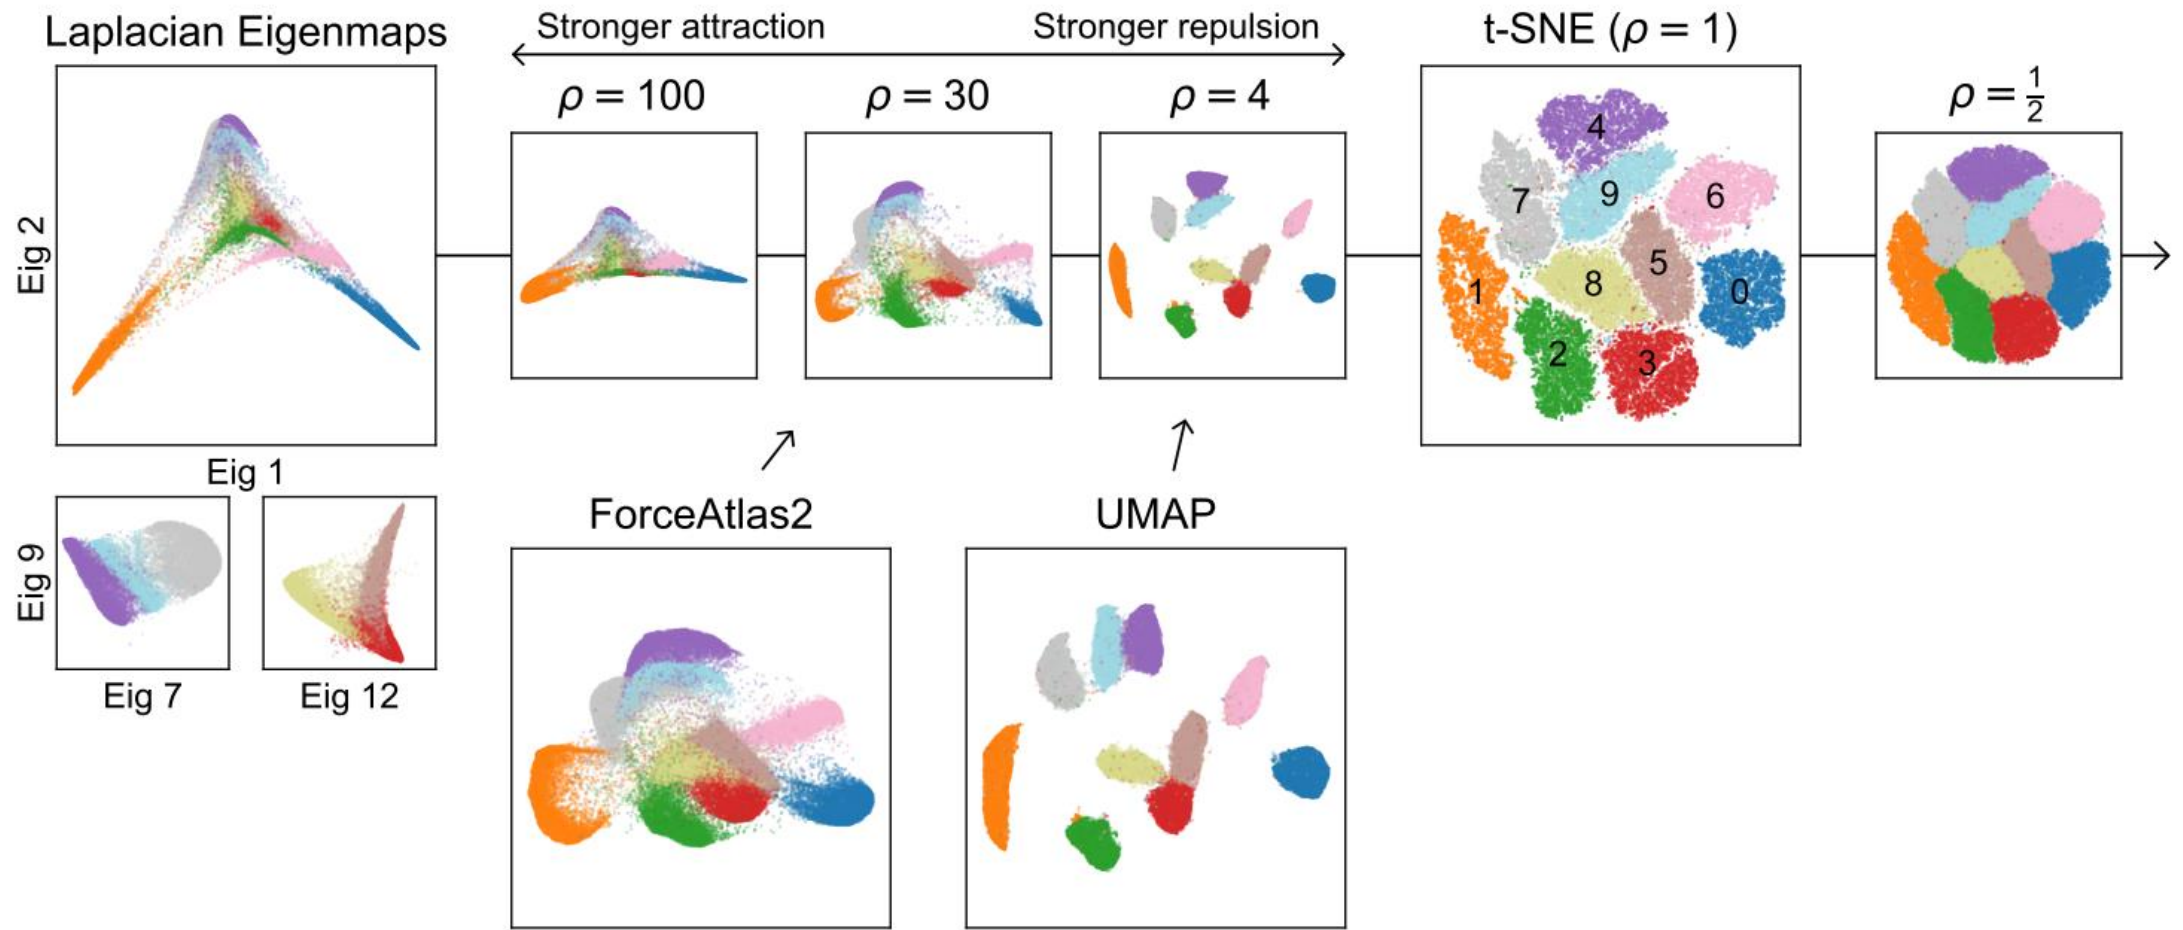 Laplacian Eigenmaps
Stronger attraction
Stronger repulsion
t-SNE (ρ = 1)
ρ = 100
ρ = 30
ρ = 4
ρ = 1/2
Eig 2
4
7
9
6
5
1
8
0
2
3
Eig 1
ForceAtlas2
UMAP
Eig 9
Eig 7
Eig 12